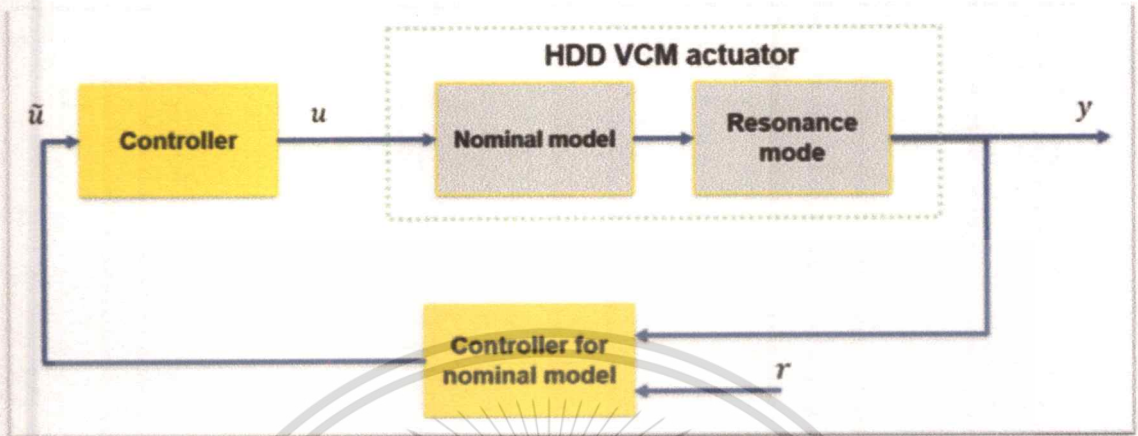 HDD VCM actuator
ũ
Controller
u
Nominal model
Resonance
mode
y
Controller for
nominal model
r